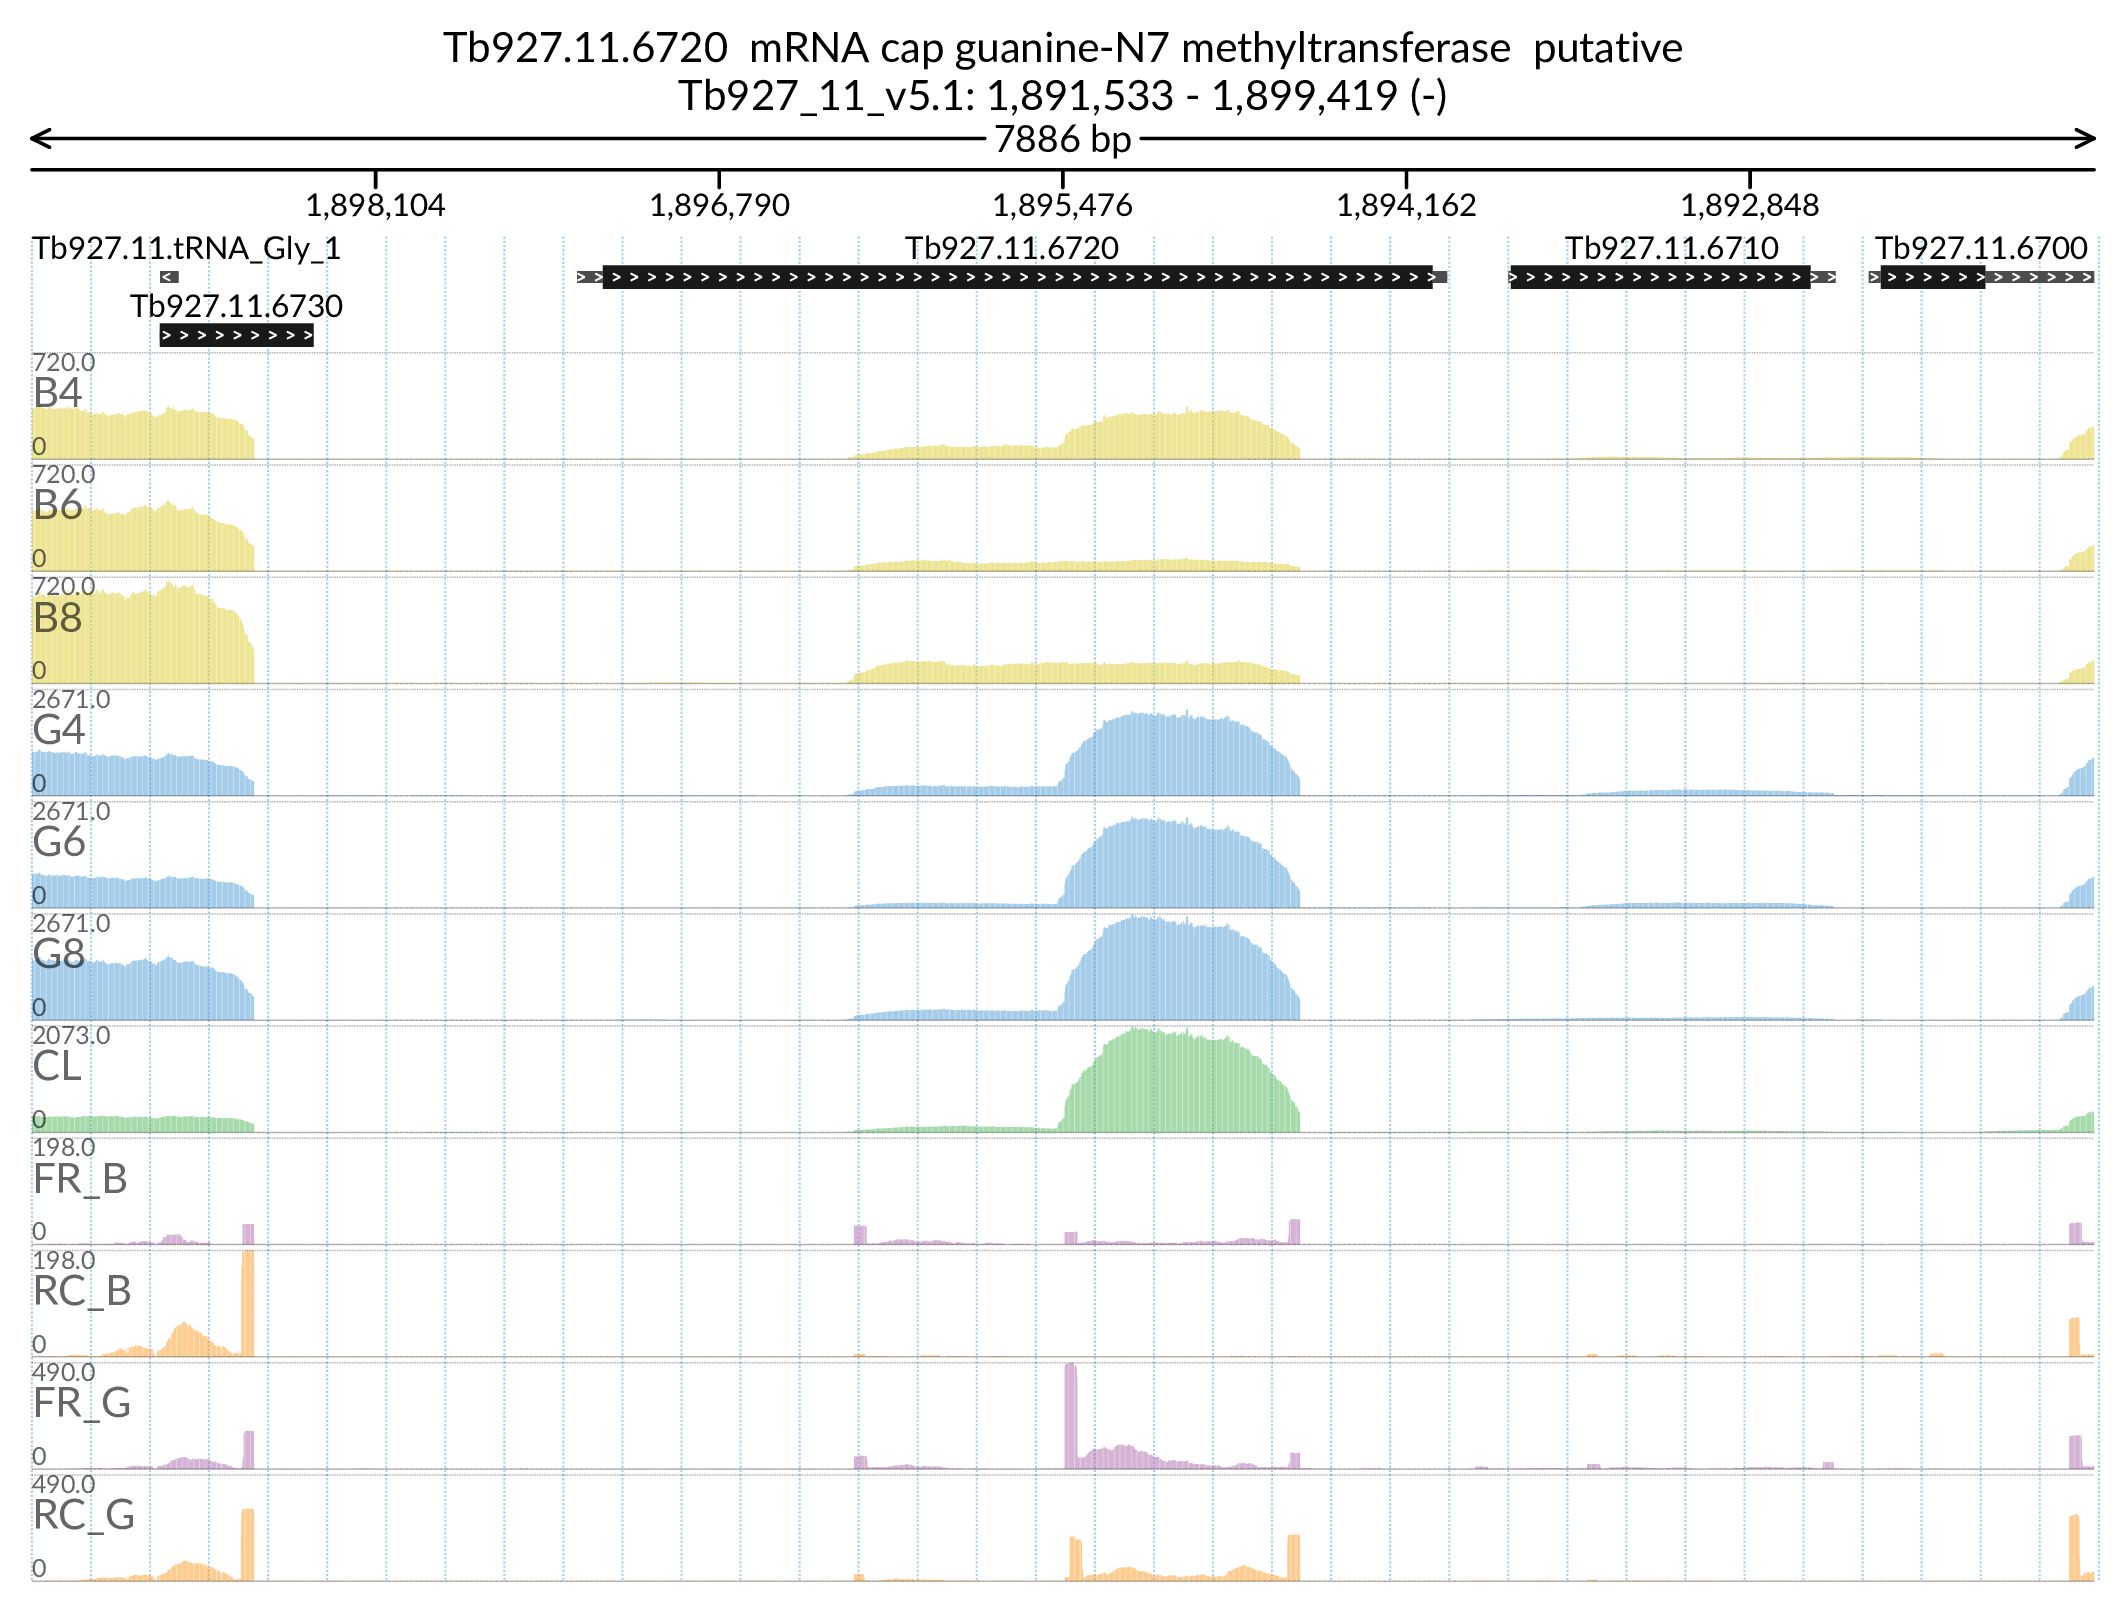 Tb927.11.6720  mRNA cap guanine-N7 methyltransferase  putative
Tb927_11_v5.1: 1,891,533 - 1,899,419 (-)
7886 bp
1,898,104 1,896,790 1,895,476 1,894,162 1,892,848
Tb927.11.tRNA_Gly_1 Tb927.11.6720 Tb927.11.6710 Tb927.11.6700
Tb927.11.6730
720.0
B4
0
720.0
B6
0
720.0
B8
0
2671.0
G4
0
2671.0
G6
0
2671.0
G8
0
2073.0
CL
0
198.0
FR_B
0
198.0
RC_B
0
490.0
FR_G
0
490.0
RC_G
0